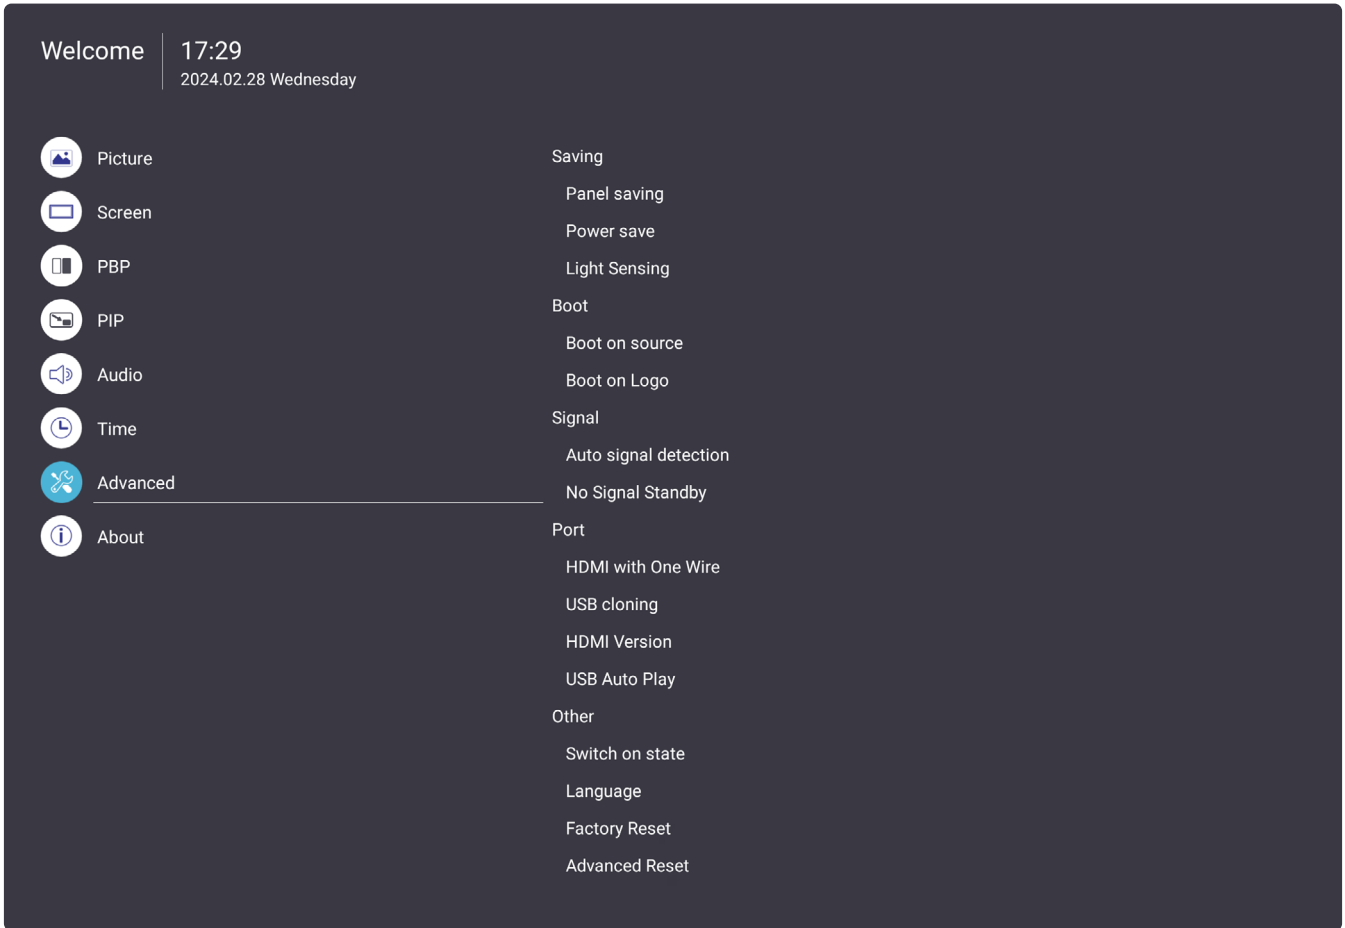 Welcome
17:29
2024.02.28 Wednesday
Picture
Screen
PBP
PIP
Audio
Time
Advanced
About
Saving
Panel saving
Power save
Light Sensing
Boot
Boot on source
Boot on Logo
Signal
Auto signal detection
No Signal Standby
Port
HDMI with One Wire
USB cloning
HDMI Version
USB Auto Play
Other
Switch on state
Language
Factory Reset
Advanced Reset